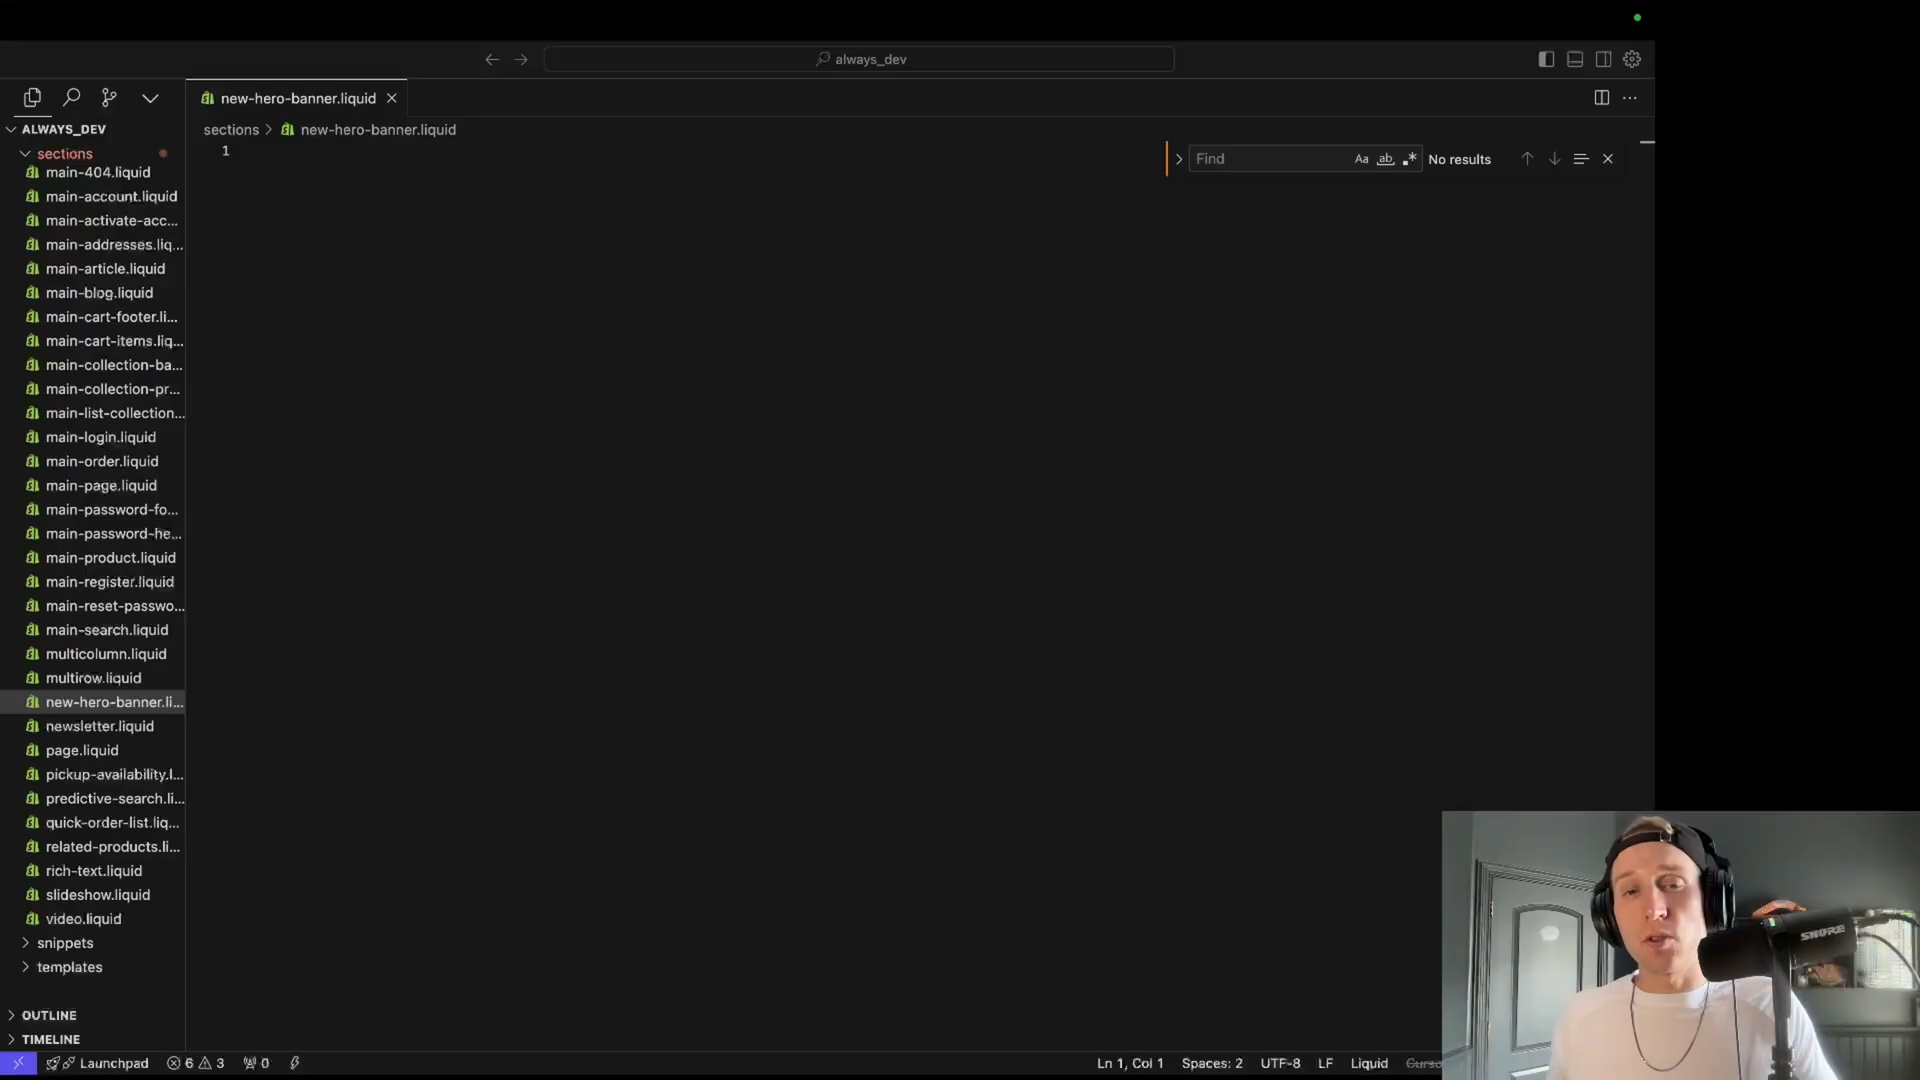 always_dev
new-hero-banner.liquid
ALWAYS_DEV
sections > new-hero-banner.liquid
sections
1
Find
Aa
ab
No results
main-404.liquid
main-account.liquid
main-activate-acc...
main-addresses.liq...
main-article.liquid
main-blog.liquid
main-cart-footer.li...
main-cart-items.liq...
main-collection-ba...
main-collection-pr...
main-list-collection...
main-login.liquid
main-order.liquid
main-page.liquid
main-password-fo...
main-password-he...
main-product.liquid
main-register.liquid
main-reset-passwo...
main-search.liquid
multicolumn.liquid
multirow.liquid
new-hero-banner.li...
newsletter.liquid
page.liquid
pickup-availability.l...
predictive-search.li...
quick-order-list.liq...
related-products.li...
rich-text.liquid
slideshow.liquid
video.liquid
snippets
templates
OUTLINE
TIMELINE
Launchpad
6
3
0
Ln 1, Col 1
Spaces: 2
UTF-8
LF
Liquid
SHURE